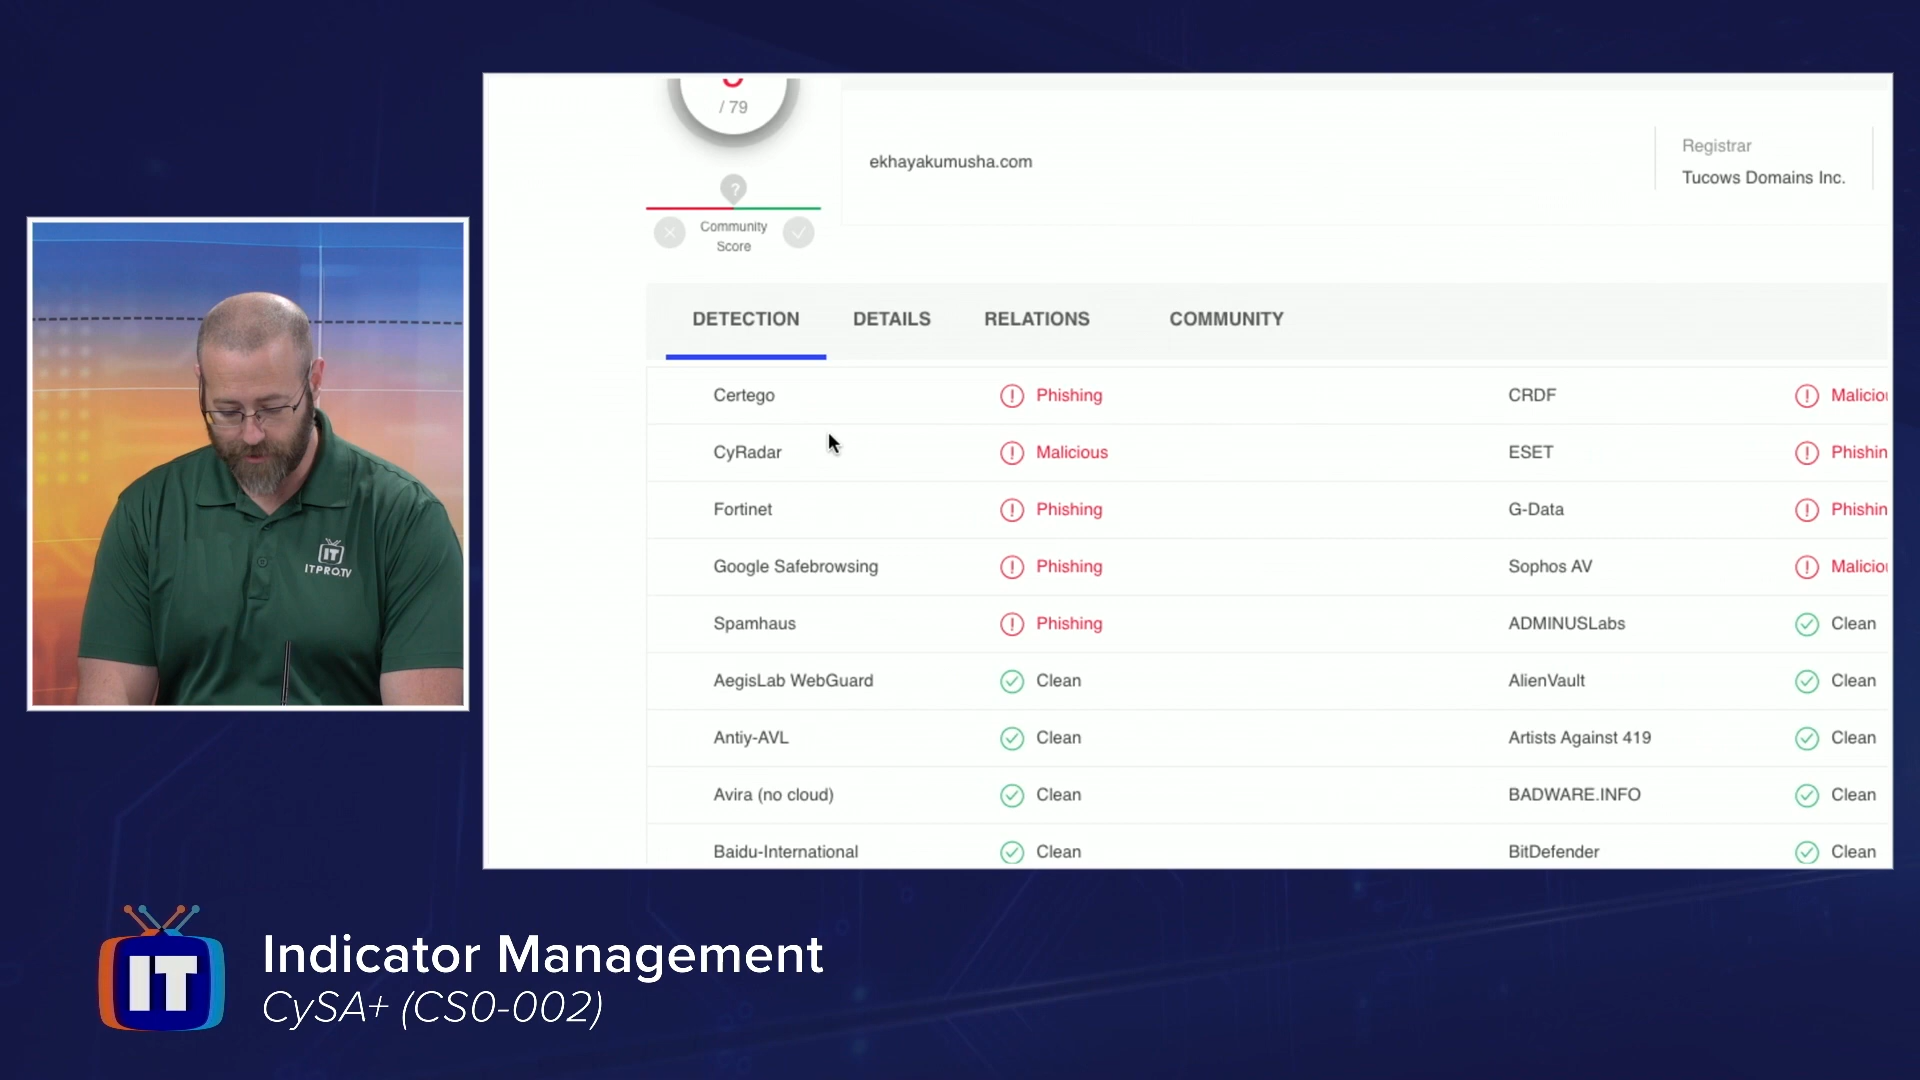 / 79
ekhayakumusha.com
Registrar
Tucows Domains Inc.
?
Community
Score
DETECTION DETAILS RELATIONS COMMUNITY
Certego Phishing CRDF
CyRadar Malicious ESET
Fortinet Phishing G-Data
Google Safebrowsing Phishing Sophos AV
Spamhaus Phishing ADMINUSLabs Clean
AegisLab WebGuard Clean AlienVault Clean
Antiy-AVL Clean Artists Against 419 Clean
Avira (no cloud) Clean BADWARE.INFO Clean
Baidu-International Clean BitDefender Clean
IT
ITPRO.TV
IT
Indicator Management
CySA+ (CS0-002)